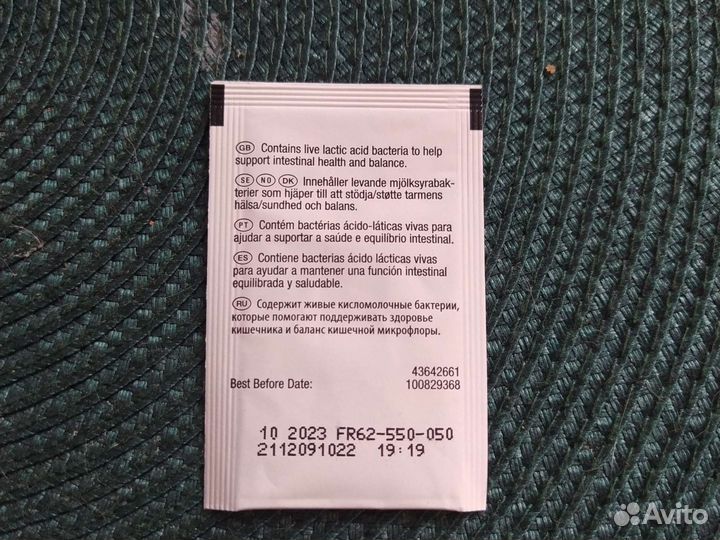 GB Contains live lactic acid bacteria to help
support intestinal health and balance.
SE NO DK Innehåller levande mjölksyrabak-
terier som hjäper till att stödja/støtte tarmens
hälsa/sundhed och balans.
PT Contém bactérias ácido-láticas vivas para
ajudar a suportar a saúde e equilíbrio intestinal.
ES Contiene bacterias ácido lácticas vivas
para ayudar a mantener una función intestinal
equilibrada y saludable.
RU Содержит живые кисломолочные бактерии,
которые помогают поддерживать здоровье
кишечника и баланс кишечной микрофлоры.
43642661
Best Before Date: 100829368
10 2023 FR62-550-050
2112091022 19:19
Avito